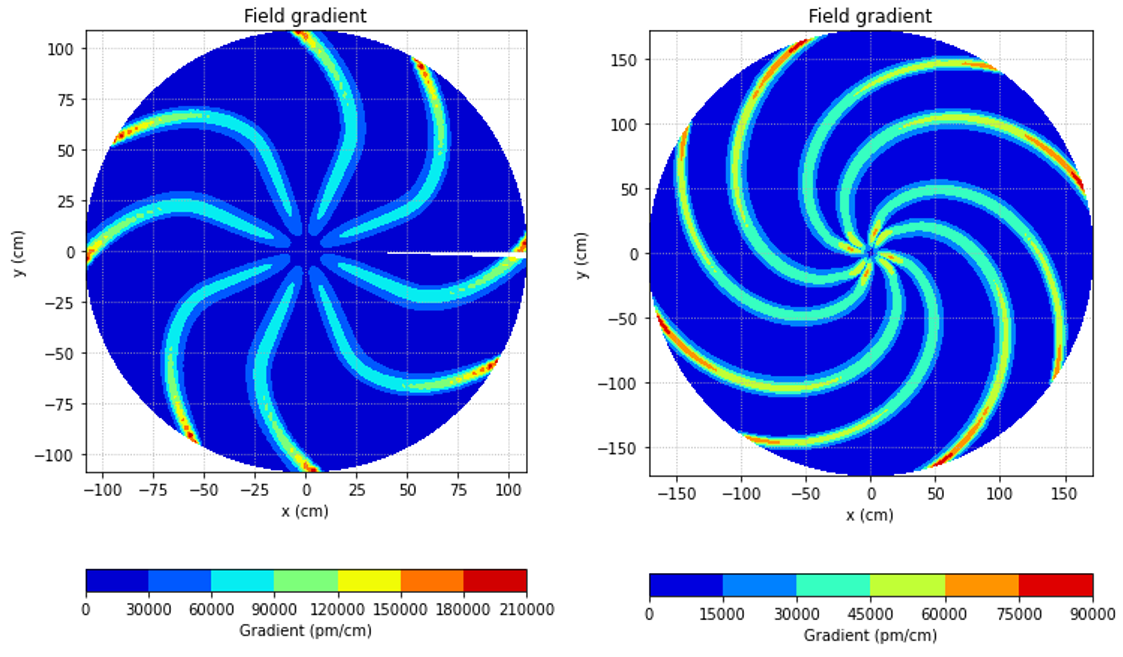 Field gradient
100
75
50
25
0
−25
−50
−75
−100
y (cm)
−100 −75 −50 −25 0 25 50 75 100
x (cm)
0 30000 60000 90000 120000 150000 180000 210000
Gradient (pm/cm)
Field gradient
150
100
50
0
−50
−100
−150
y (cm)
−150 −100 −50 0 50 100 150
x (cm)
0 15000 30000 45000 60000 75000 90000
Gradient (pm/cm)